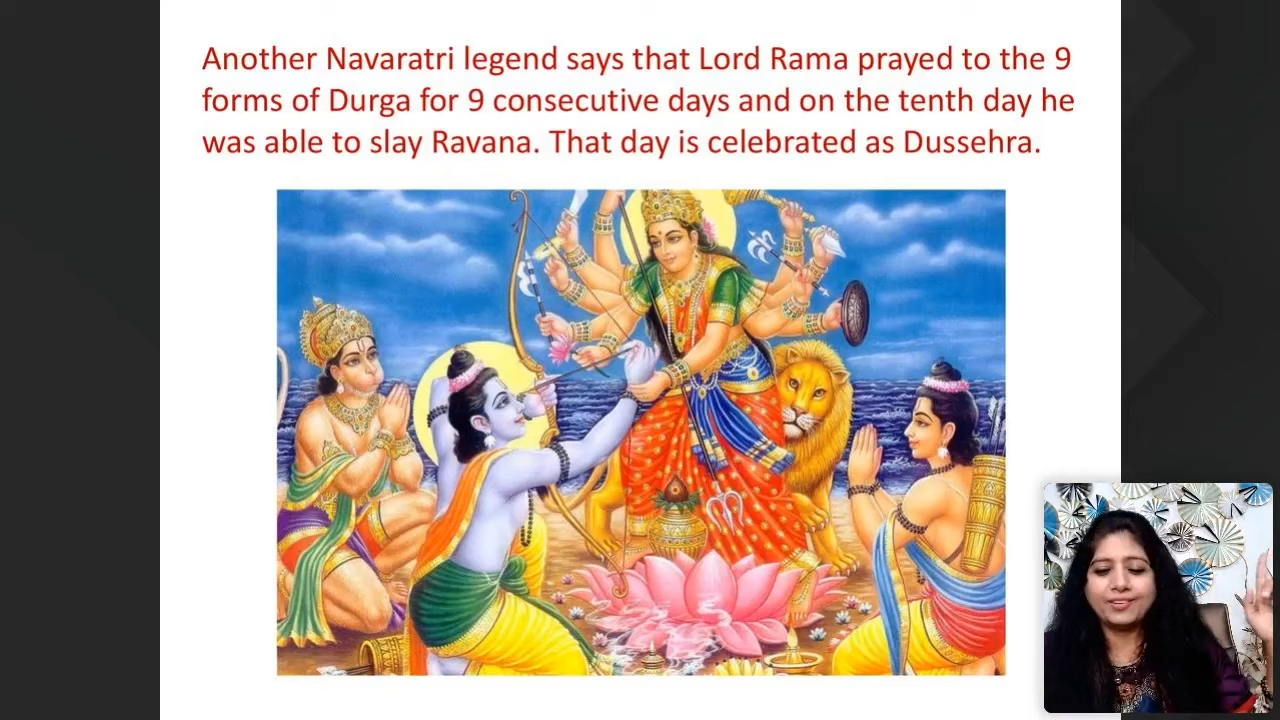 Another Navaratri legend says that Lord Rama prayed to the 9
forms of Durga for 9 consecutive days and on the tenth day he
was able to slay Ravana. That day is celebrated as Dussehra.